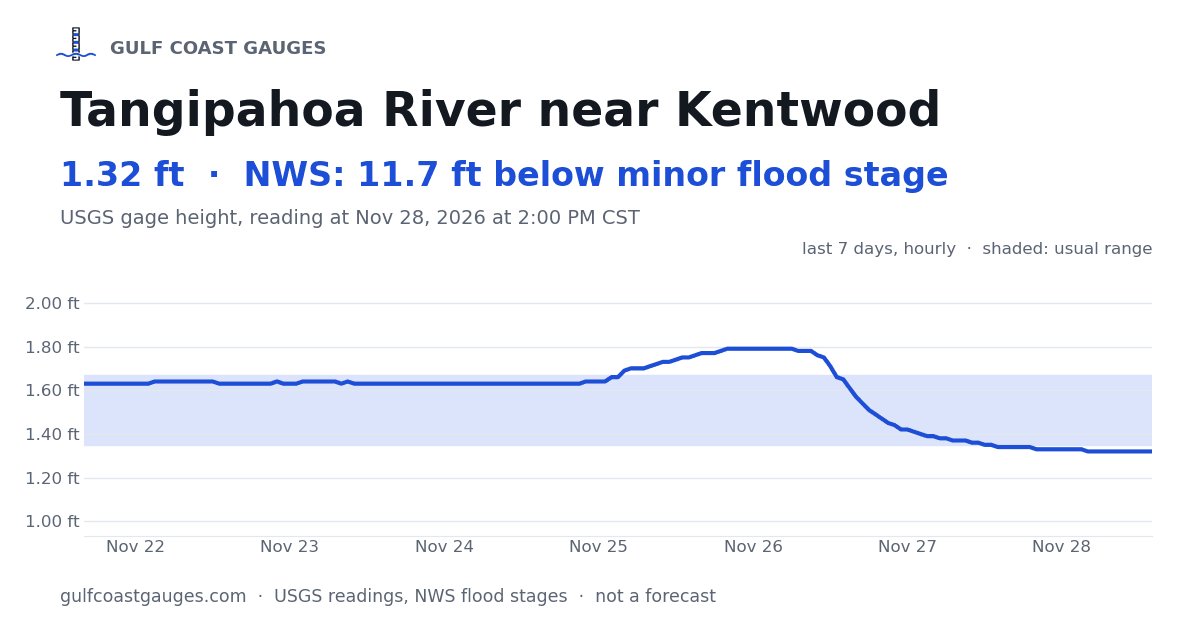 GULF COAST GAUGES
Tangipahoa River near Kentwood
1.32 ft · NWS: 11.7 ft below minor flood stage
USGS gage height, reading at Nov 28, 2026 at 2:00 PM CST
last 7 days, hourly · shaded: usual range
2.00 ft
1.80 ft
1.60 ft
1.40 ft
1.20 ft
1.00 ft
Nov 22 Nov 23 Nov 24 Nov 25 Nov 26 Nov 27 Nov 28
gulfcoastgauges.com · USGS readings, NWS flood stages · not a forecast